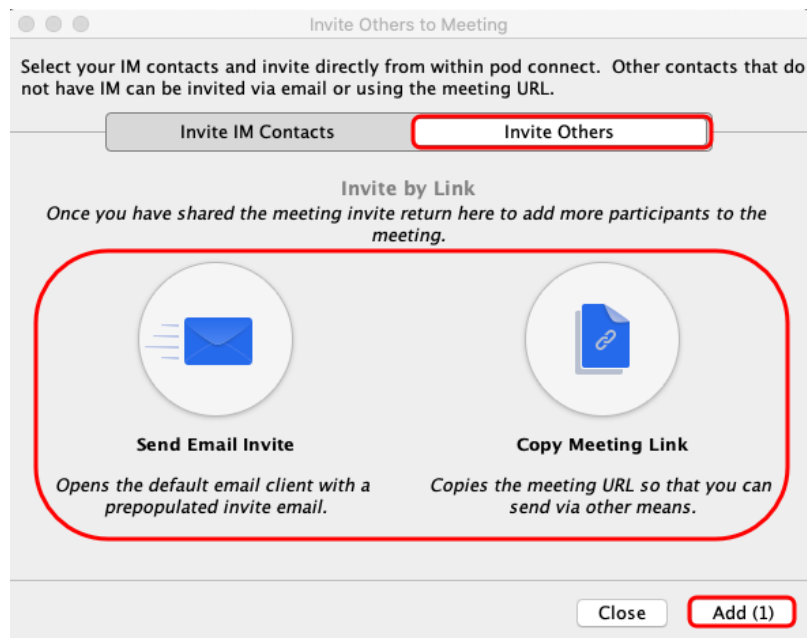 Invite Others to Meeting
Select your IM contacts and invite directly from within pod connect.  Other contacts that do
not have IM can be invited via email or using the meeting URL.
Invite IM Contacts
Invite Others
Invite by Link
Once you have shared the meeting invite return here to add more participants to the
meeting.
Send Email Invite
Opens the default email client with a
prepopulated invite email.
Copy Meeting Link
Copies the meeting URL so that you can
send via other means.
Close
Add (1)